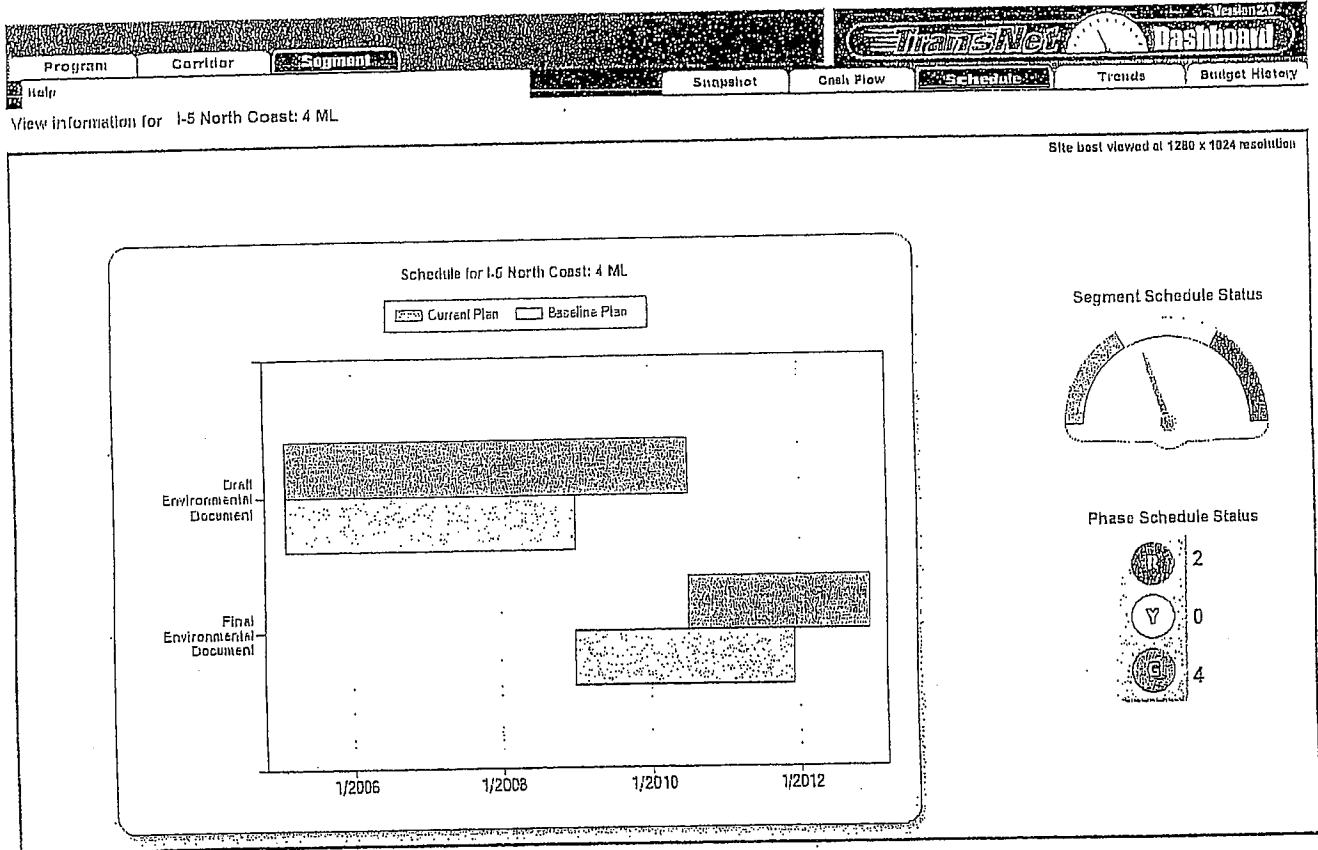 Version 2.0
TransNet Dashboard
Program Corridor Segment
Help
Snapshot Cash Flow Schedule Trends Budget History
View information for I-5 North Coast: 4 ML
Site best viewed at 1280 x 1024 resolution
Schedule for I-5 North Coast: 4 ML
Current Plan Baseline Plan
Draft
Environmental
Document
Final
Environmental
Document
1/2006 1/2008 1/2010 1/2012
Segment Schedule Status
Phase Schedule Status
R 2
Y 0
G 4